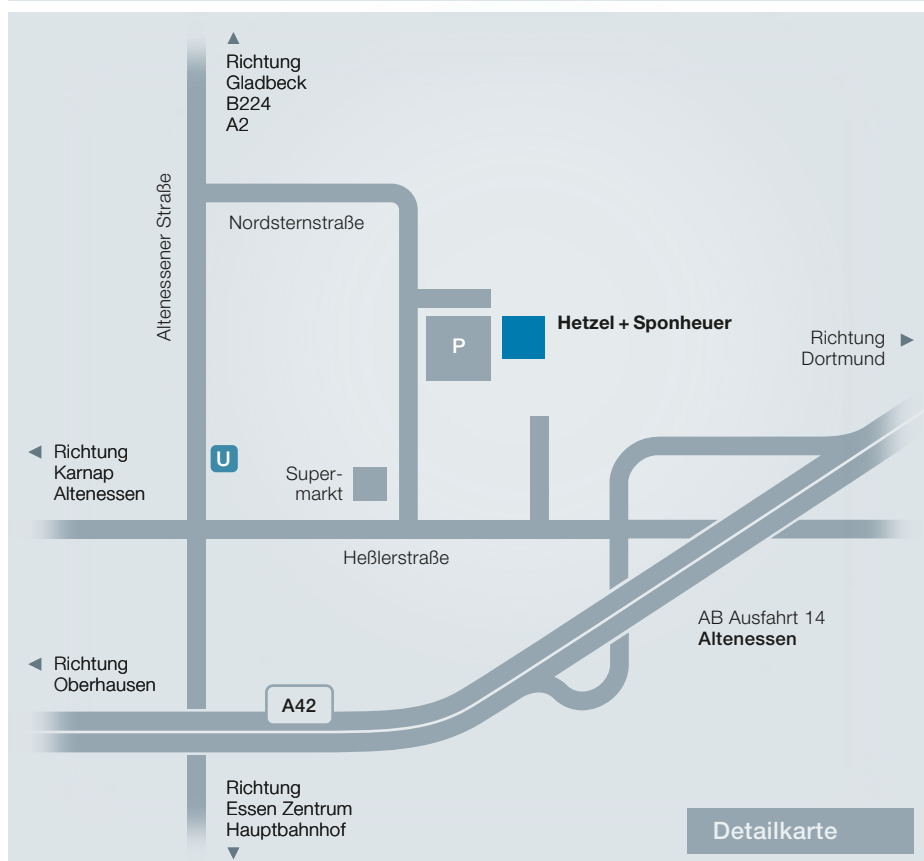 Richtung
Gladbeck
B224
A2
Altenessener Straße
Nordsternstraße
P
Hetzel + Sponheuer
Richtung
Dortmund
Richtung
Karnap
Altenessen
U
Super-
markt
Heßlerstraße
AB Ausfahrt 14
Altenessen
Richtung
Oberhausen
A42
Richtung
Essen Zentrum
Hauptbahnhof
Detailkarte